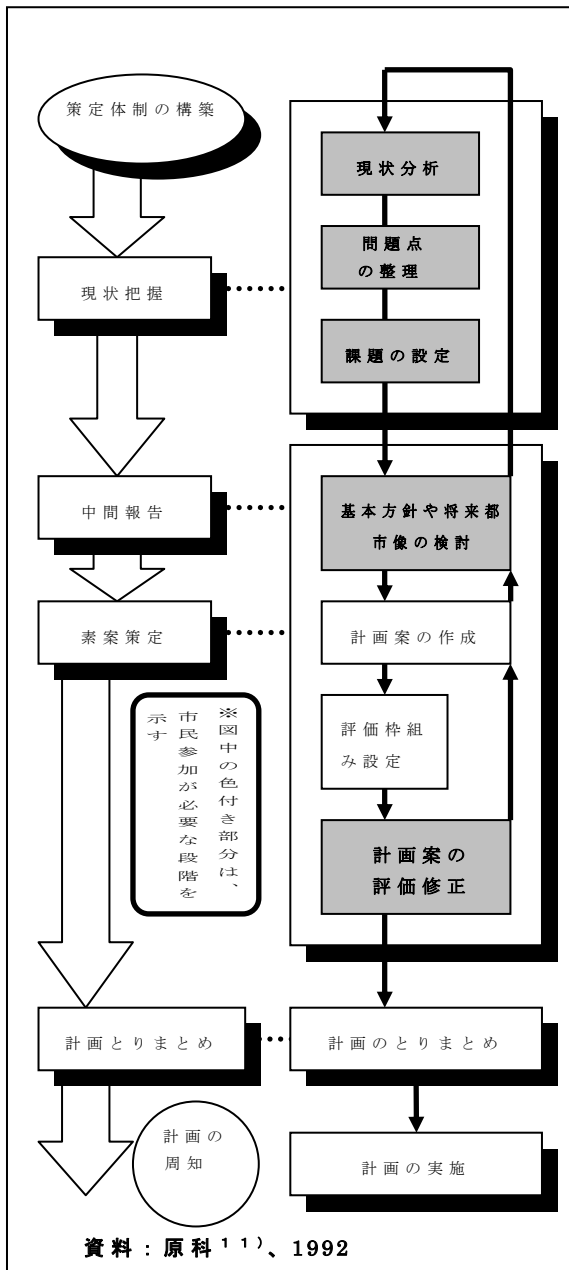 策定体制の構築
現状把握
中間報告
素案策定
※図中の色付き部分は、
市民参加が必要な段階を
示す
計画とりまとめ
計画の
周知
現状分析
問題点
の整理
課題の設定
基本方針や将来都
市像の検討
計画案の作成
評価枠組
み設定
計画案の
評価修正
計画のとりまとめ
計画の実施
資料：原科¹¹⁾、1992